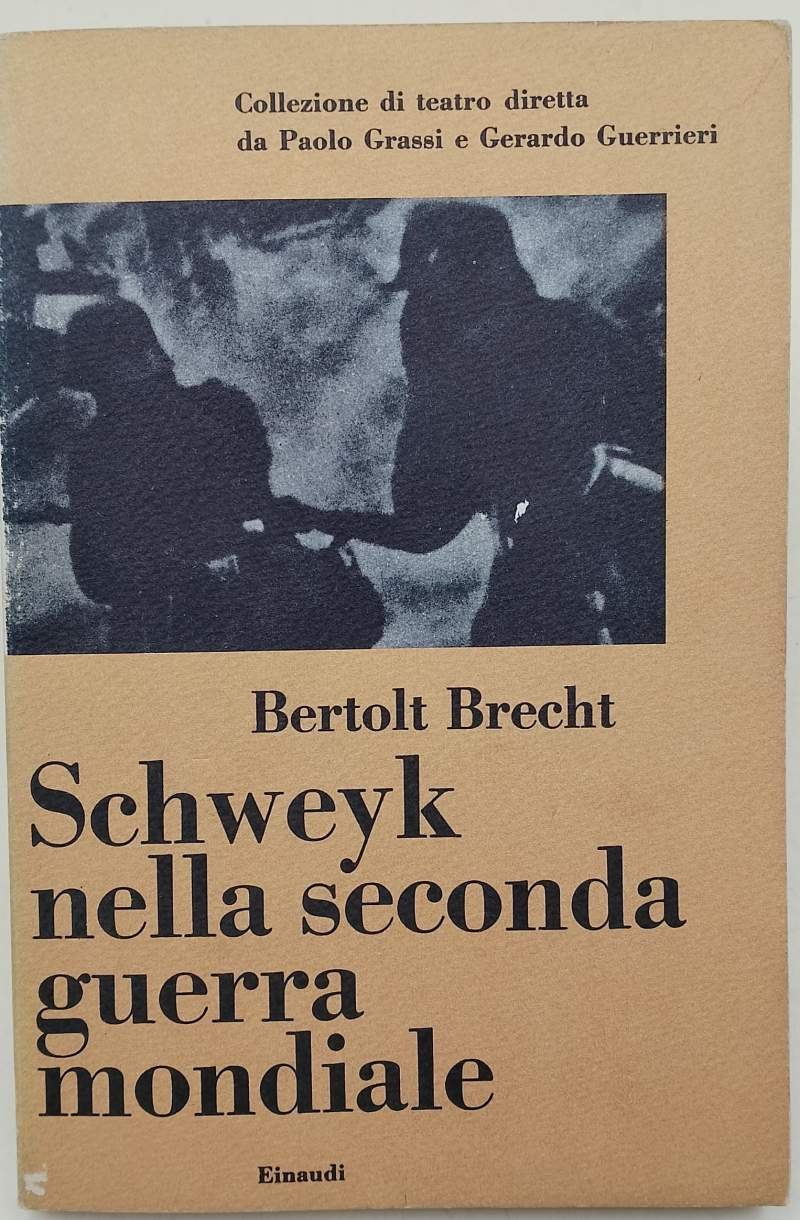 Collezione di teatro diretta
da Paolo Grassi e Gerardo Guerrieri
Bertolt Brecht
Schweyk
nella seconda
guerra
mondiale
Einaudi